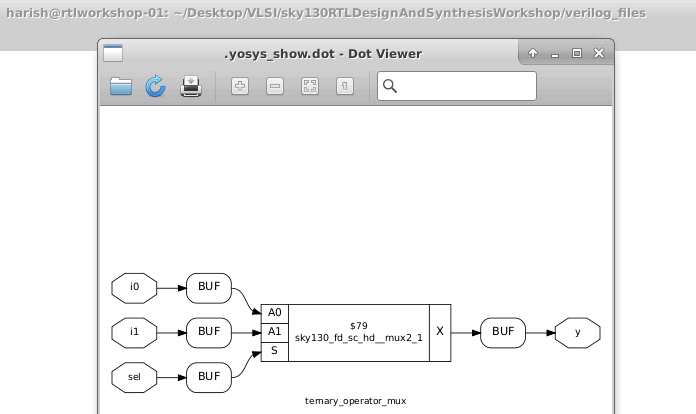 harish@rtlworkshop-01: ~/Desktop/VLSI/sky130RTLDesignAndSynthesisWorkshop/verilog_files
.yosys_show.dot - Dot Viewer
i0
BUF
A0
i1
BUF
A1
$79
sky130_fd_sc_hd__mux2_1
X
BUF
y
sel
BUF
S
ternary_operator_mux